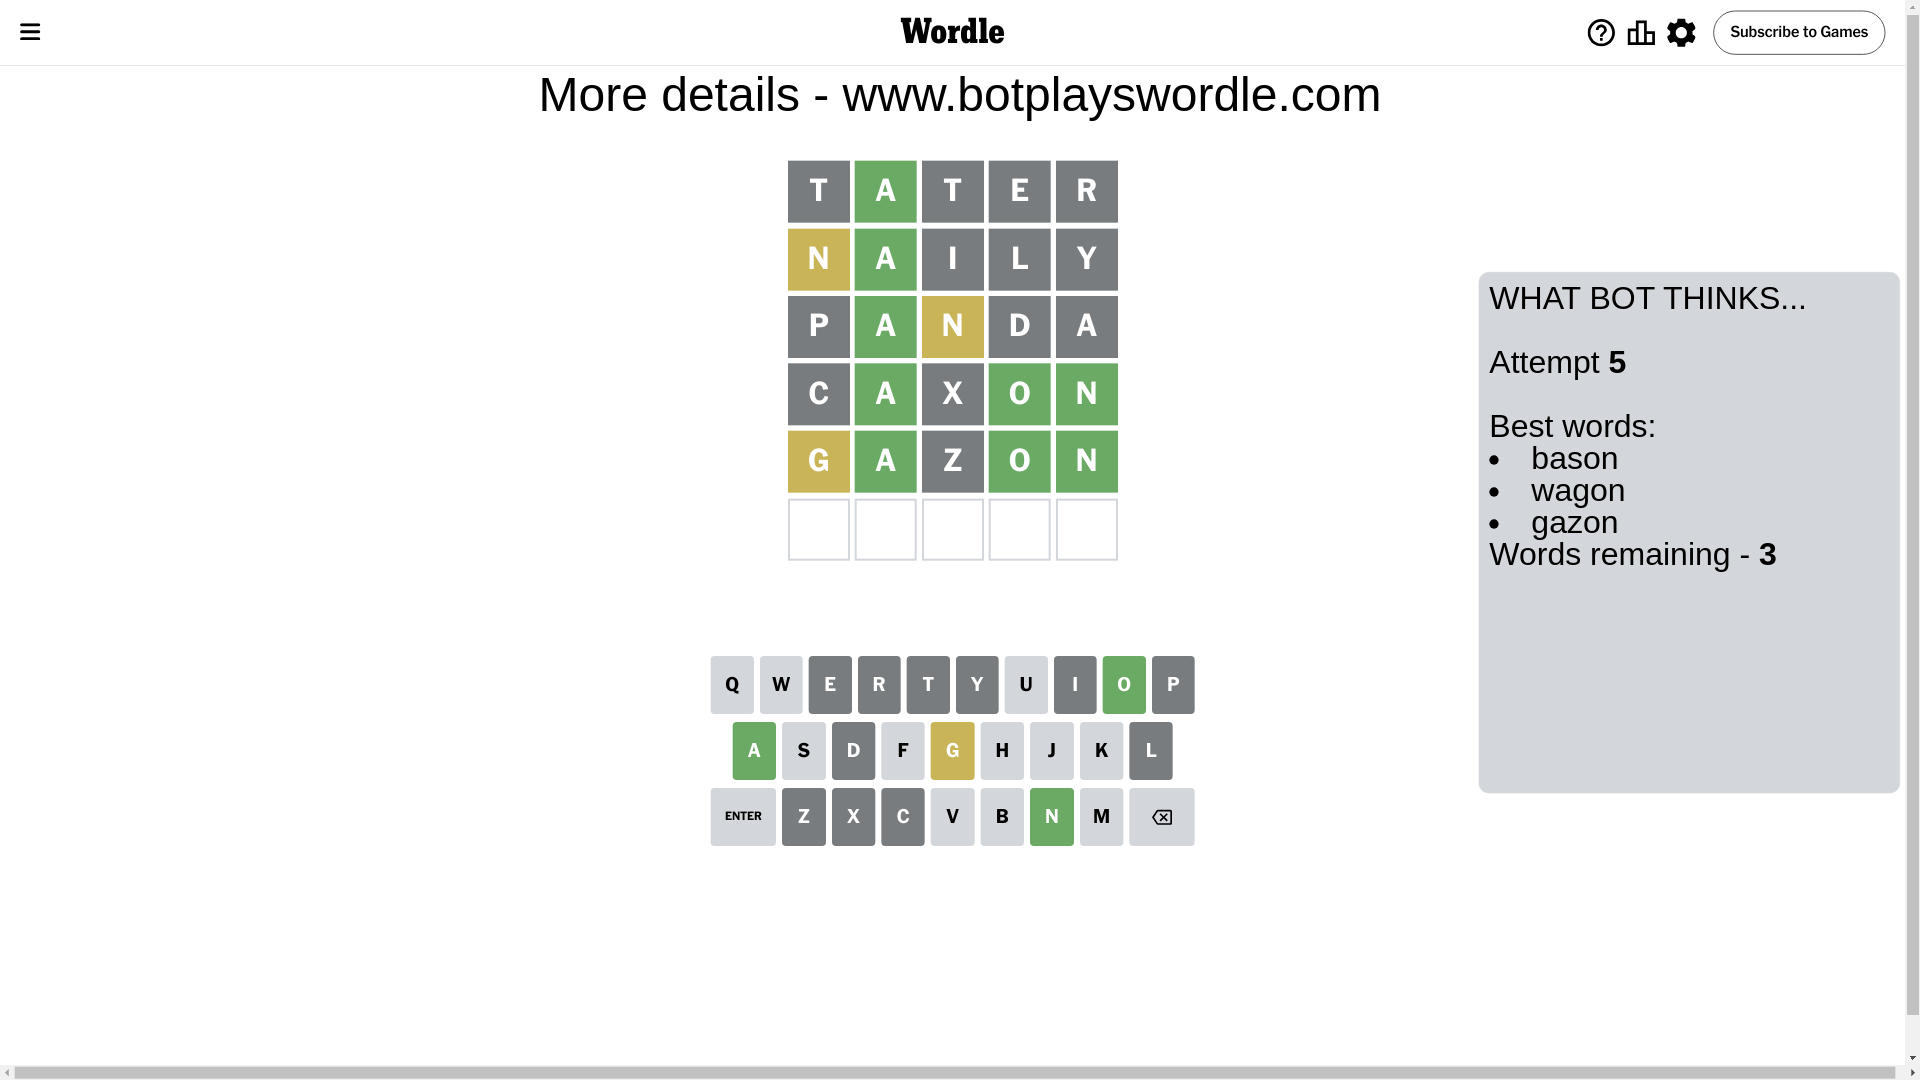 Wordle
Subscribe to Games
More details - www.botplayswordle.com
T A T E R
N A I L Y
P A N D A
C A X O N
G A Z O N
WHAT BOT THINKS...
Attempt 5
Best words:
• bason
• wagon
• gazon
Words remaining - 3
Q W E R T Y U I O P
A S D F G H J K L
ENTER Z X C V B N M